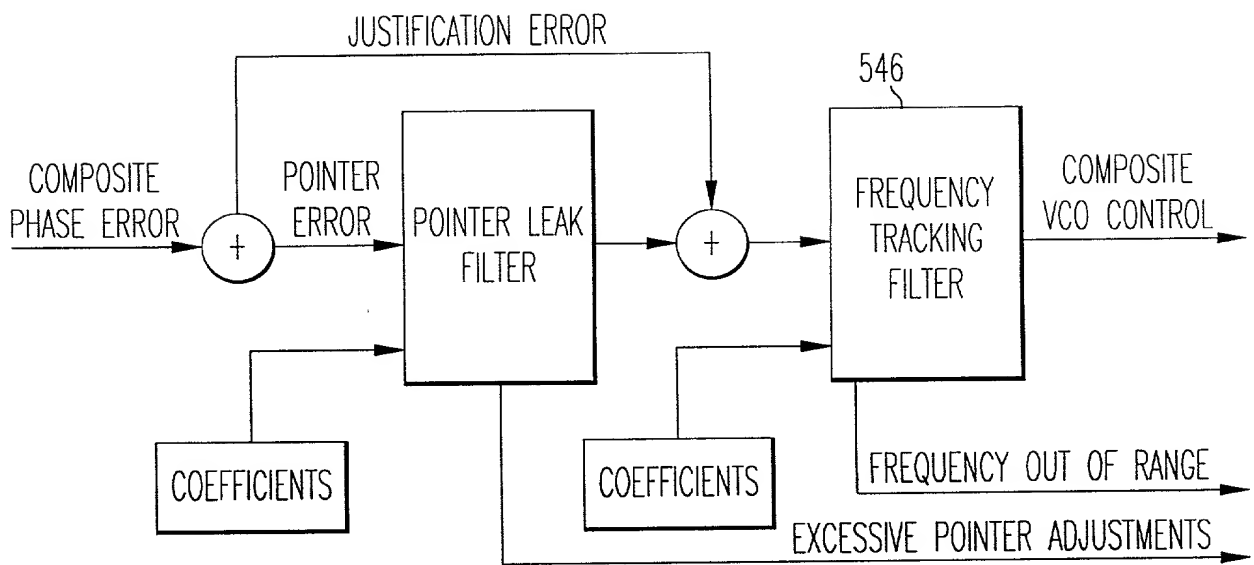 JUSTIFICATION ERROR
546
COMPOSITE
PHASE ERROR
+
POINTER
ERROR
POINTER LEAK
FILTER
+
FREQUENCY
TRACKING
FILTER
COMPOSITE
VCO CONTROL
COEFFICIENTS
COEFFICIENTS
FREQUENCY OUT OF RANGE
EXCESSIVE POINTER ADJUSTMENTS